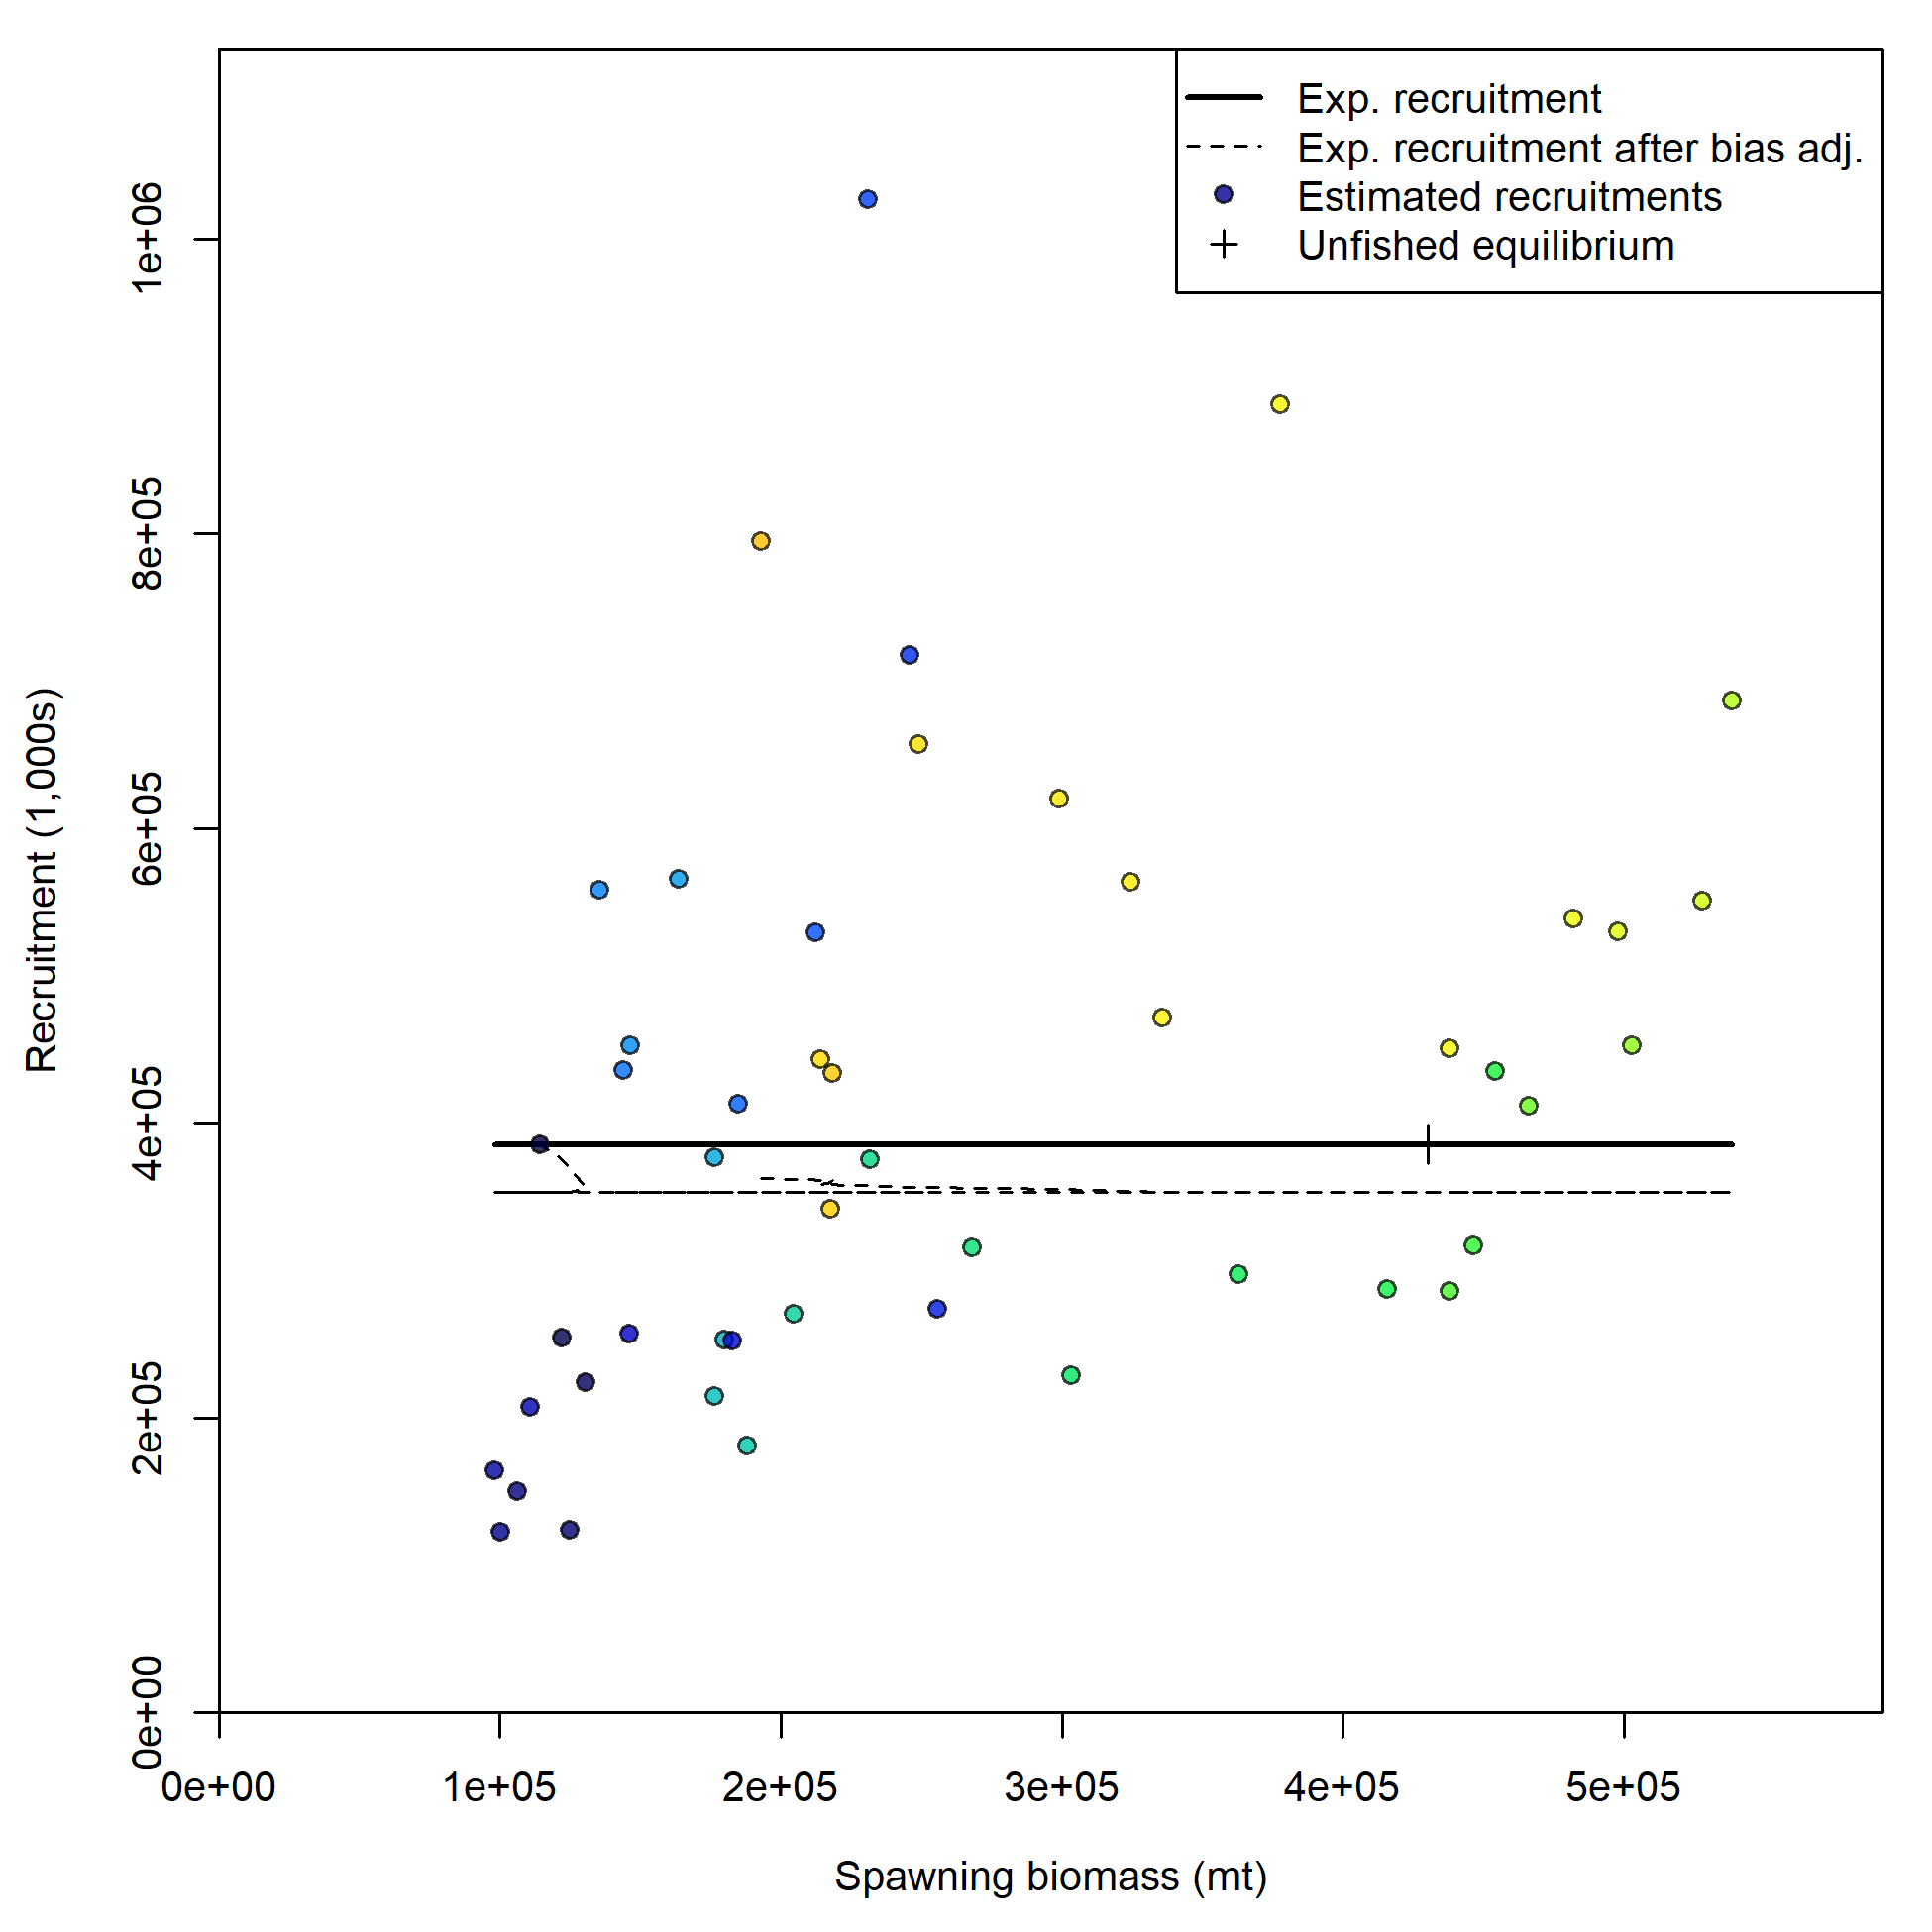 Exp. recruitment
Exp. recruitment after bias adj.
Estimated recruitments
Unfished equilibrium
1e+06
8e+05
6e+05
4e+05
2e+05
0e+00
Recruitment (1,000s)
0e+00 1e+05 2e+05 3e+05 4e+05 5e+05
Spawning biomass (mt)